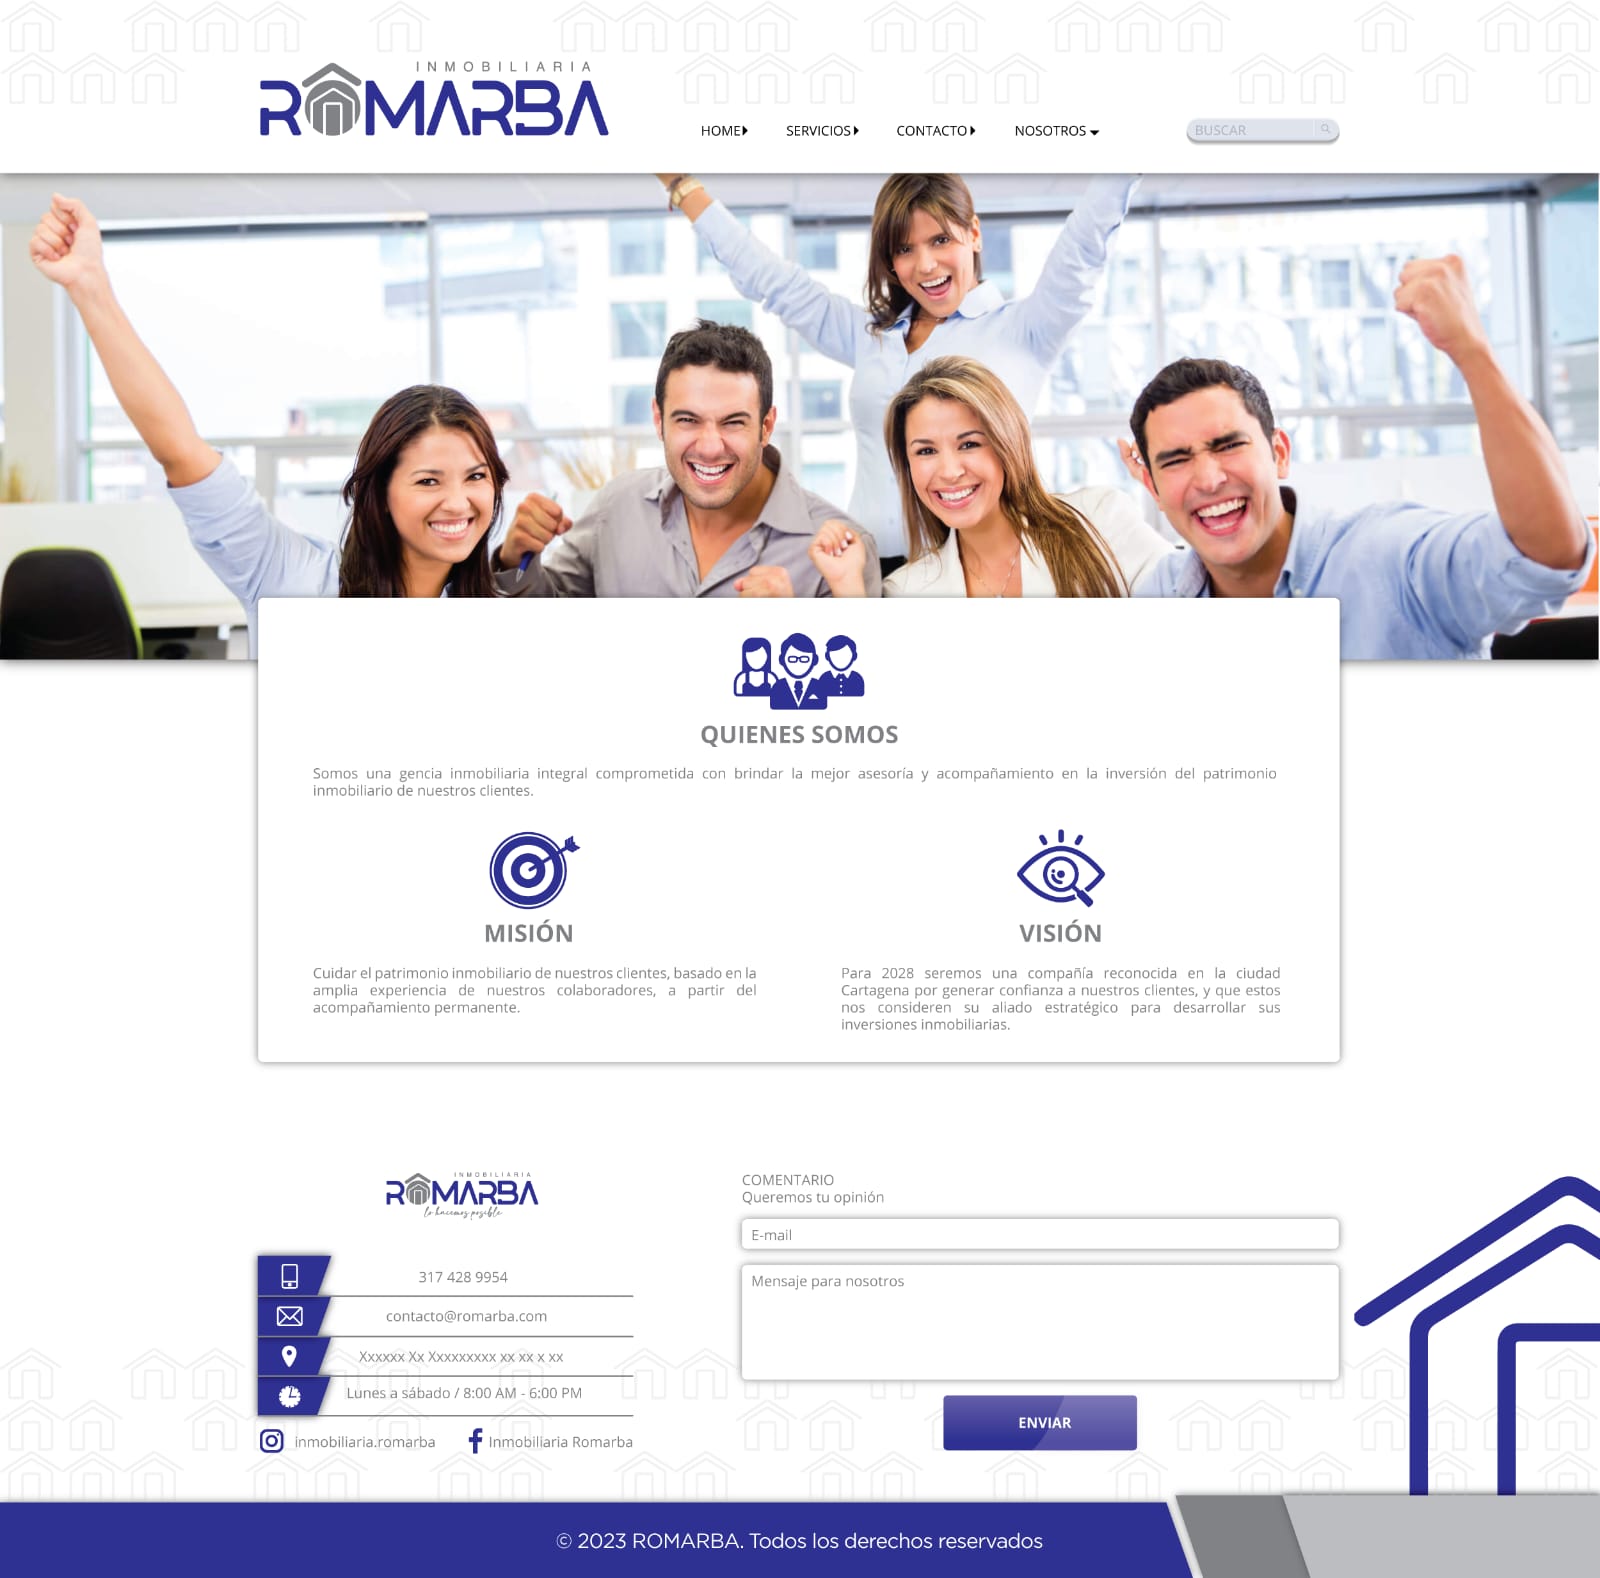 INMOBILIARIA
ROMARBA
HOME
SERVICIOS
CONTACTO
NOSOTROS
BUSCAR
QUIENES SOMOS
Somos una gencia inmobiliaria integral comprometida con brindar la mejor asesoría y acompañamiento en la inversión del patrimonio
inmobiliario de nuestros clientes.
MISIÓN
Cuidar el patrimonio inmobiliario de nuestros clientes, basado en la
amplia experiencia de nuestros colaboradores, a partir del
acompañamiento permanente.
VISIÓN
Para 2028 seremos una compañía reconocida en la ciudad
Cartagena por generar confianza a nuestros clientes, y que estos
nos consideren su aliado estratégico para desarrollar sus
inversiones inmobiliarias.
INMOBILIARIA
ROMARBA
lo hacemos posible
317 428 9954
contacto@romarba.com
Xxxxxx Xx Xxxxxxxxx xx xx x xx
Lunes a sábado / 8:00 AM - 6:00 PM
inmobiliaria.romarba
Inmobiliaria Romarba
COMENTARIO
Queremos tu opinión
E-mail
Mensaje para nosotros
ENVIAR
© 2023 ROMARBA. Todos los derechos reservados